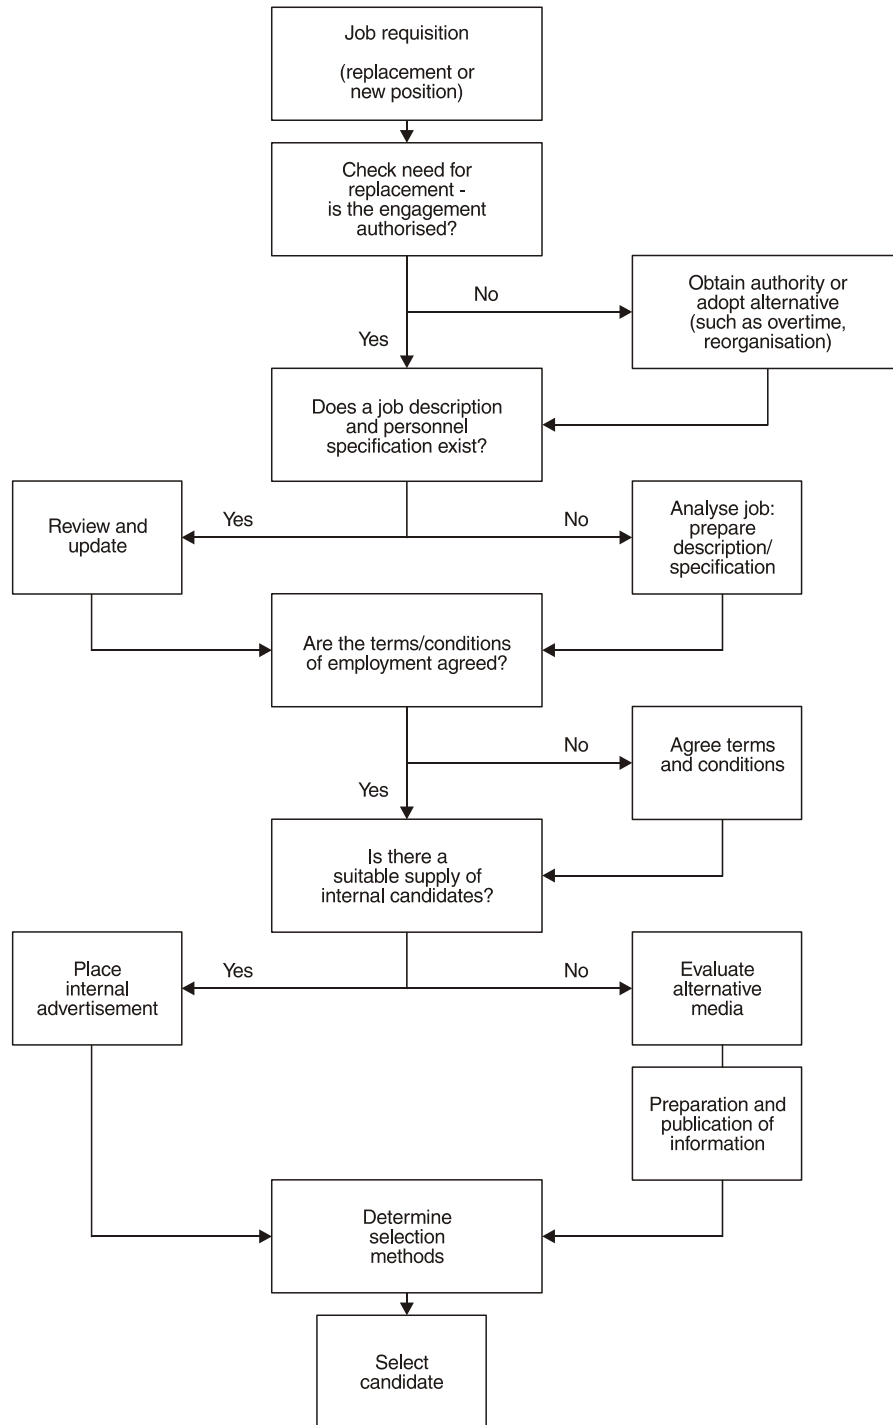 Job requisition
(replacement or
new position)
Check need for
replacement -
is the engagement
authorised?
No
Obtain authority or
adopt alternative
(such as overtime,
reorganisation)
Yes
Does a job description
and personnel
specification exist?
Review and
update
Yes
No
Analyse job:
prepare
description/
specification
Are the terms/conditions
of employment agreed?
No
Agree terms
and conditions
Yes
Is there a
suitable supply of
internal candidates?
Place
internal
advertisement
Yes
No
Evaluate
alternative
media
Preparation and
publication of
information
Determine
selection
methods
Select
candidate